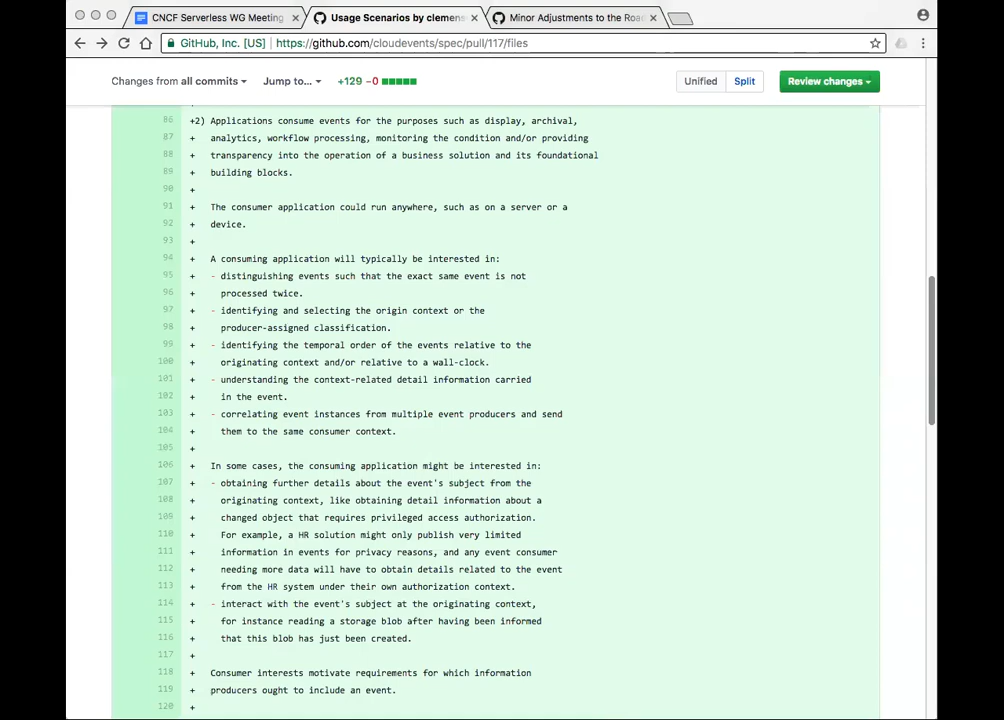 CNCF Serverless WG Meeting
Usage Scenarios by clemens
Minor Adjustments to the Roa
GitHub, Inc. [US] https://github.com/cloudevents/spec/pull/117/files
Changes from all commits Jump to... +129 −0 Unified Split Review changes
86 +2) Applications consume events for the purposes such as display, archival,
87 + analytics, workflow processing, monitoring the condition and/or providing
88 + transparency into the operation of a business solution and its foundational
89 + building blocks.
90 +
91 + The consumer application could run anywhere, such as on a server or a
92 + device.
93 +
94 + A consuming application will typically be interested in:
95 + - distinguishing events such that the exact same event is not
96 + processed twice.
97 + - identifying and selecting the origin context or the
98 + producer-assigned classification.
99 + - identifying the temporal order of the events relative to the
100 + originating context and/or relative to a wall-clock.
101 + - understanding the context-related detail information carried
102 + in the event.
103 + - correlating event instances from multiple event producers and send
104 + them to the same consumer context.
105 +
106 + In some cases, the consuming application might be interested in:
107 + - obtaining further details about the event's subject from the
108 + originating context, like obtaining detail information about a
109 + changed object that requires privileged access authorization.
110 + For example, a HR solution might only publish very limited
111 + information in events for privacy reasons, and any event consumer
112 + needing more data will have to obtain details related to the event
113 + from the HR system under their own authorization context.
114 + - interact with the event's subject at the originating context,
115 + for instance reading a storage blob after having been informed
116 + that this blob has just been created.
117 +
118 + Consumer interests motivate requirements for which information
119 + producers ought to include an event.
120 +